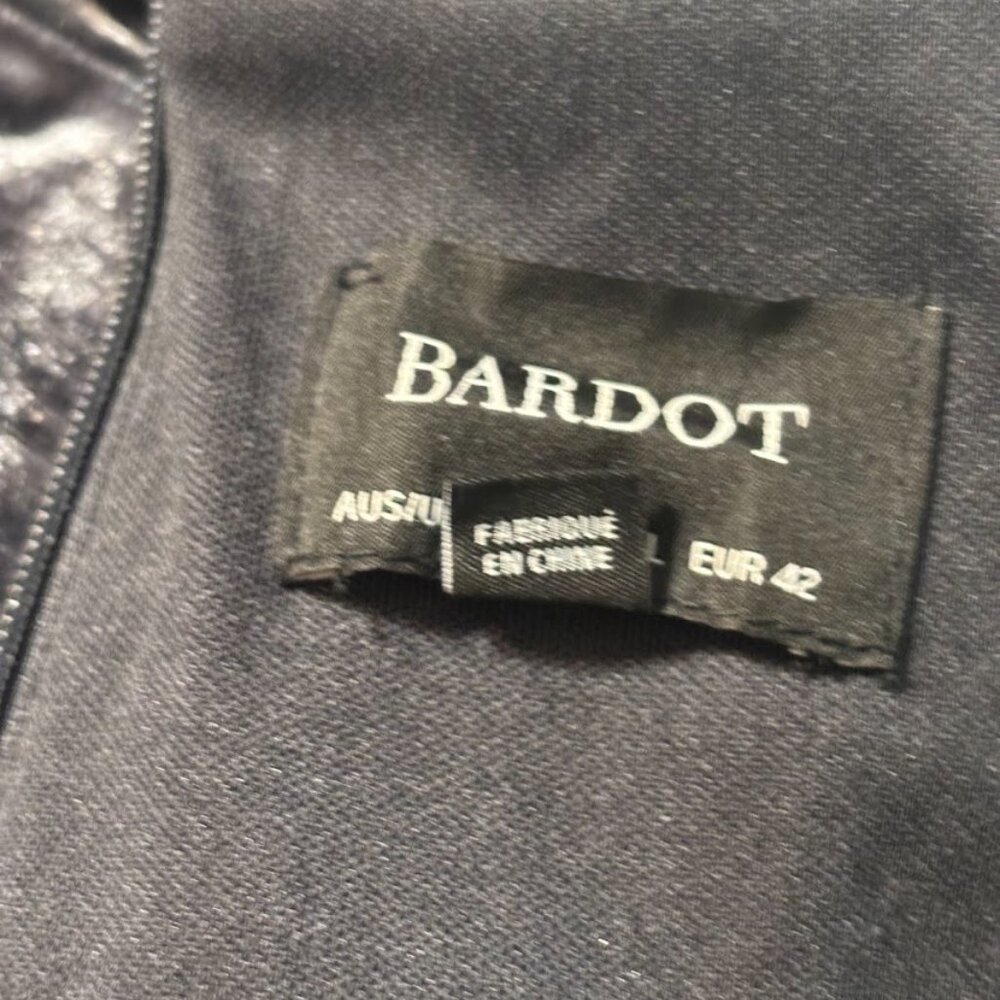 BARDOT
AUS/U
FABRIQUÉ
EN CHINE
L EUR 42